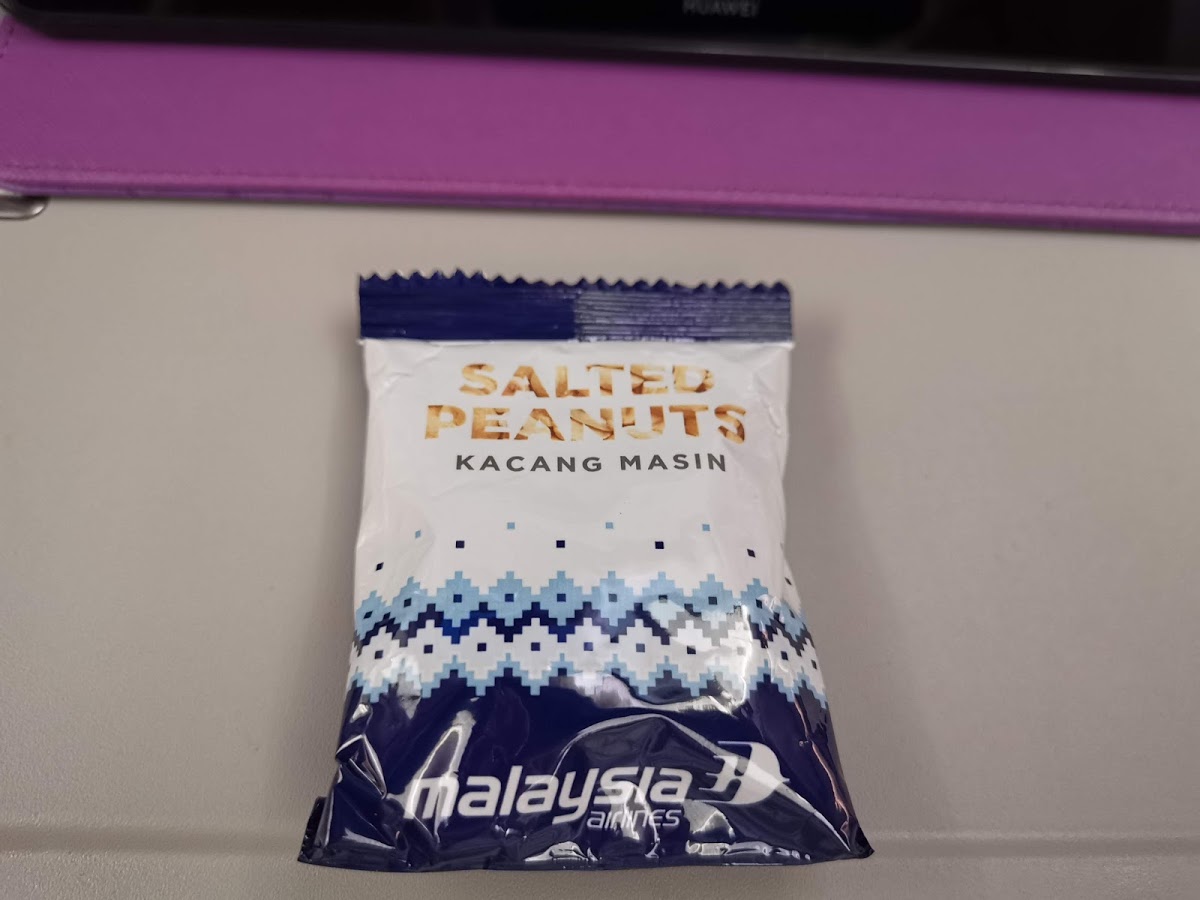 HUAWEI
SALTED
PEANUTS
KACANG MASIN
malaysia
airlines